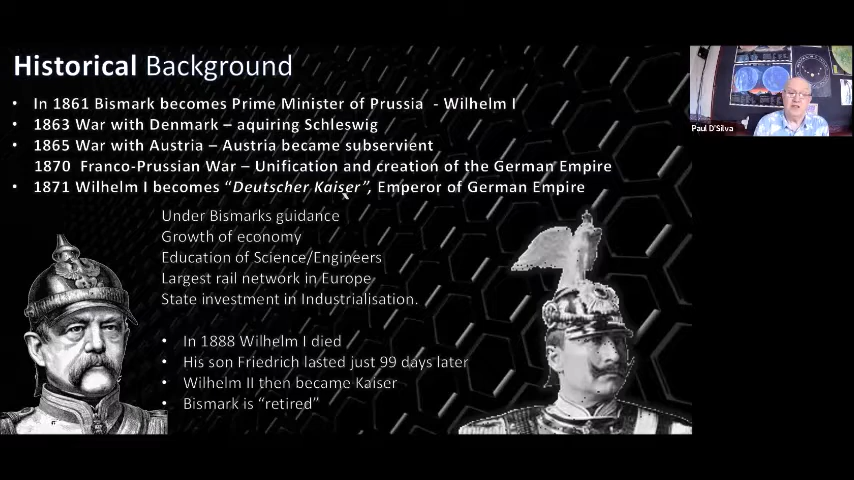 Historical Background
• In 1861 Bismark becomes Prime Minister of Prussia - Wilhelm I
• 1863 War with Denmark – aquiring Schleswig
• 1865 War with Austria – Austria became subservient
1870 Franco-Prussian War – Unification and creation of the German Empire
• 1871 Wilhelm I becomes “Deutscher Kaiser”, Emperor of German Empire
Under Bismarks guidance
Growth of economy
Education of Science/Engineers
Largest rail network in Europe
State investment in Industrialisation.
• In 1888 Wilhelm I died
• His son Friedrich lasted just 99 days later
• Wilhelm II then became Kaiser
• Bismark is “retired”
Paul D'Silva